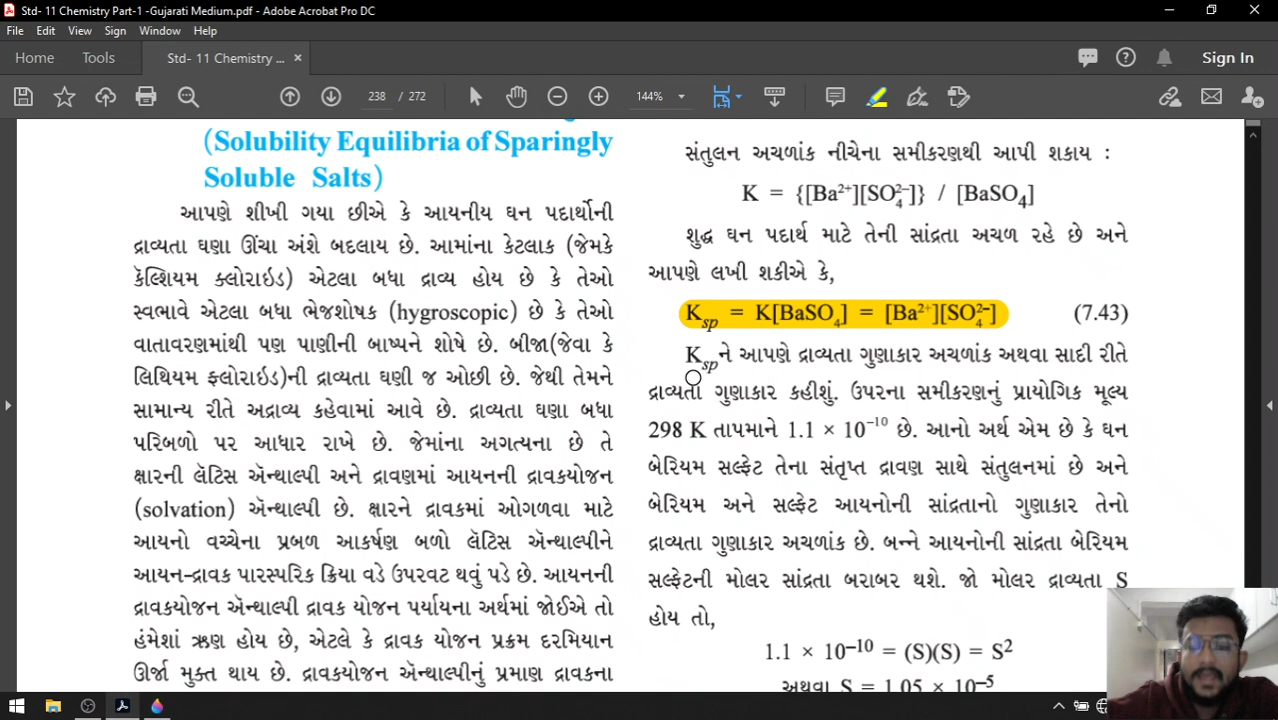 Std- 11 Chemistry Part-1 -Gujarati Medium.pdf - Adobe Acrobat Pro DC
File Edit View Sign Window Help
Home Tools Std- 11 Chemistry ... × Sign In
238 / 272 144%
(Solubility Equilibria of Sparingly
Soluble Salts)
આપણે શીખી ગયા છીએ કે આયનીય ઘન પદાર્થોની
દ્રાવ્યતા ઘણા ઊંચા અંશે બદલાય છે. આમાંના કેટલાક (જેમકે
કૅલ્શિયમ ક્લોરાઇડ) એટલા બધા દ્રાવ્ય હોય છે કે તેઓ
સ્વભાવે એટલા બધા ભેજશોષક (hygroscopic) છે કે તેઓ
વાતાવરણમાંથી પણ પાણીની બાષ્પને શોષે છે. બીજા(જેવા કે
લિથિયમ ફ્લોરાઇડ)ની દ્રાવ્યતા ઘણી જ ઓછી છે. જેથી તેમને
સામાન્ય રીતે અદ્રાવ્ય કહેવામાં આવે છે. દ્રાવ્યતા ઘણા બધા
પરિબળો પર આધાર રાખે છે. જેમાંના અગત્યના છે તે
ક્ષારની લૅટિસ ઍન્થાલ્પી અને દ્રાવણમાં આયનની દ્રાવકયોજન
(solvation) ઍન્થાલ્પી છે. ક્ષારને દ્રાવકમાં ઓગળવા માટે
આયનો વચ્ચેના પ્રબળ આકર્ષણ બળો લૅટિસ ઍન્થાલ્પીને
આયન-દ્રાવક પારસ્પરિક ક્રિયા વડે ઉપરવટ થવું પડે છે. આયનની
દ્રાવકયોજન ઍન્થાલ્પી દ્રાવક યોજન પર્યાયના અર્થમાં જોઈએ તો
હંમેશાં ઋણ હોય છે, એટલે કે દ્રાવક યોજન પ્રક્રમ દરમિયાન
ઊર્જા મુક્ત થાય છે. દ્રાવકયોજન ઍન્થાલ્પીનું પ્રમાણ દ્રાવકના
સંતુલન અચળાંક નીચેના સમીકરણથી આપી શકાય :
K = {[Ba²⁺][SO₄²⁻]} / [BaSO₄]
શુદ્ધ ઘન પદાર્થ માટે તેની સાંદ્રતા અચળ રહે છે અને
આપણે લખી શકીએ કે,
Ksp = K[BaSO₄] = [Ba²⁺][SO₄²⁻] (7.43)
Kspને આપણે દ્રાવ્યતા ગુણાકાર અચળાંક અથવા સાદી રીતે
દ્રાવ્યતા ગુણાકાર કહીશું. ઉપરના સમીકરણનું પ્રાયોગિક મૂલ્ય
298 K તાપમાને 1.1 × 10⁻¹⁰ છે. આનો અર્થ એમ છે કે ઘન
બેરિયમ સલ્ફેટ તેના સંતૃપ્ત દ્રાવણ સાથે સંતુલનમાં છે અને
બેરિયમ અને સલ્ફેટ આયનોની સાંદ્રતાનો ગુણાકાર તેનો
દ્રાવ્યતા ગુણાકાર અચળાંક છે. બન્ને આયનોની સાંદ્રતા બેરિયમ
સલ્ફેટની મોલર સાંદ્રતા બરાબર થશે. જો મોલર દ્રાવ્યતા S
હોય તો,
1.1 × 10⁻¹⁰ = (S)(S) = S²
અથવા S = 1.05 × 10⁻⁵